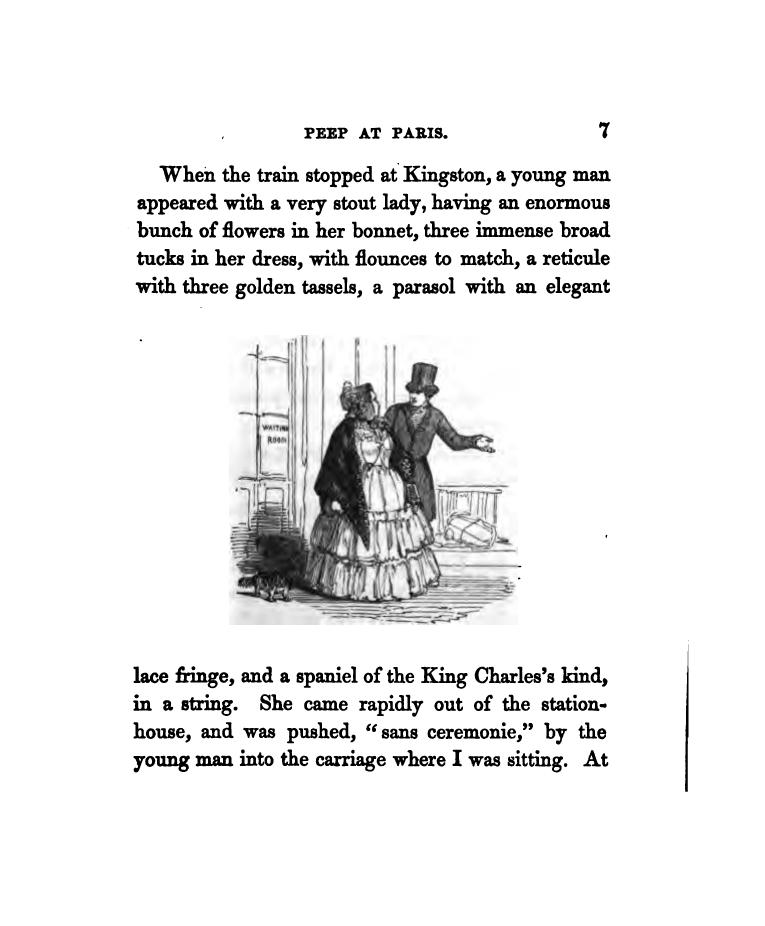 PEEP AT PARIS. 7
When the train stopped at Kingston, a young man
appeared with a very stout lady, having an enormous
bunch of flowers in her bonnet, three immense broad
tucks in her dress, with flounces to match, a reticule
with three golden tassels, a parasol with an elegant
WAITING
ROOM
lace fringe, and a spaniel of the King Charles's kind,
in a string. She came rapidly out of the station-
house, and was pushed, "sans ceremonie," by the
young man into the carriage where I was sitting. At